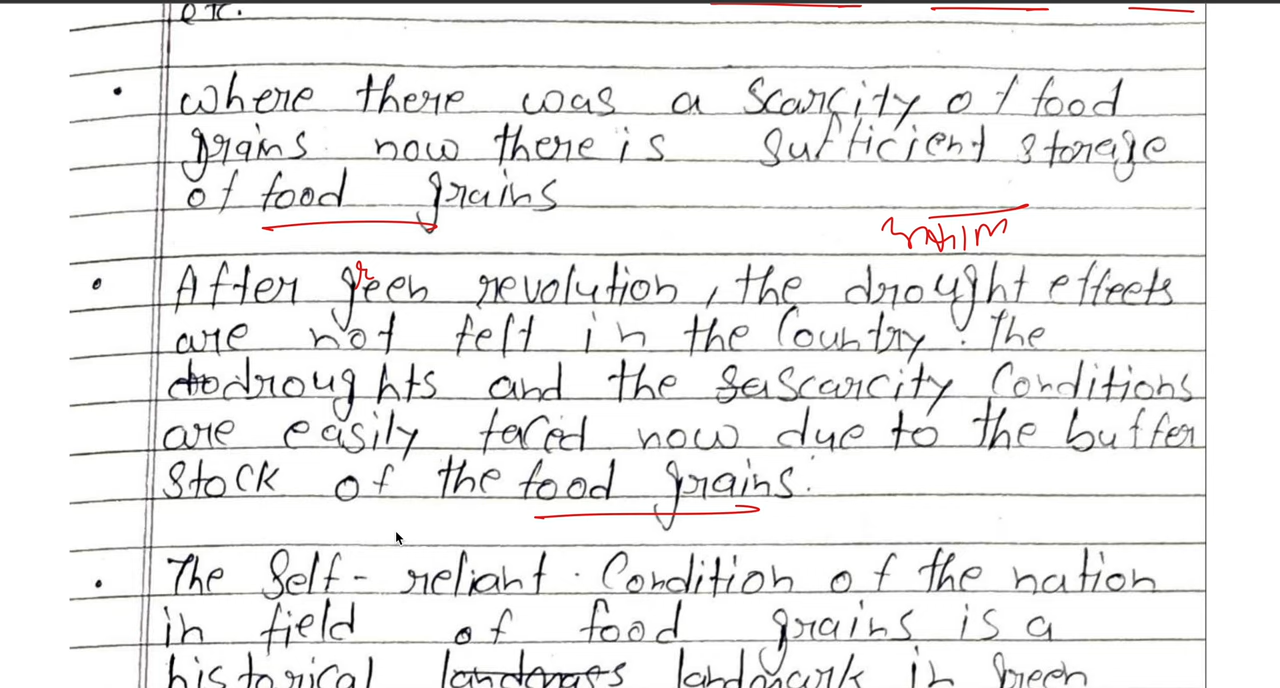 etc.
• where there was a scarcity of food
grains now there is sufficient storage
of food grains
• After green revolution, the drought effects
are not felt in the Country. The
droughts and the scarcity Conditions
are easily faced now due to the buffer
stock of the food grains.
• The Self-reliant Condition of the nation
in field of food grains is a
historical landmark in Green